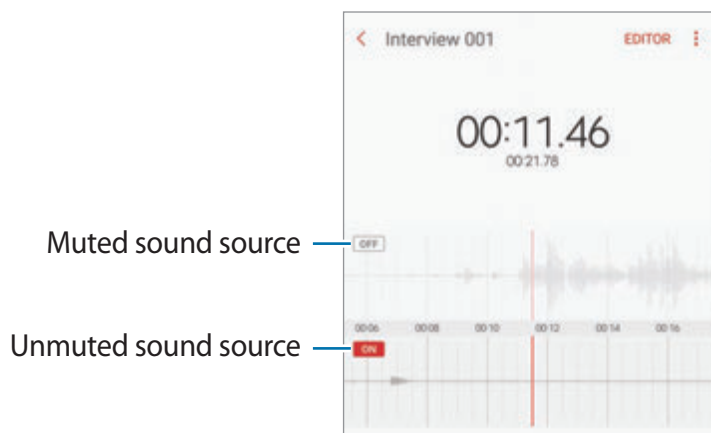 Interview 001 EDITOR
00:11.46
00:21.78
Muted sound source
OFF
00:06 00:08 00:10 00:12 00:14 00:16
Unmuted sound source
ON